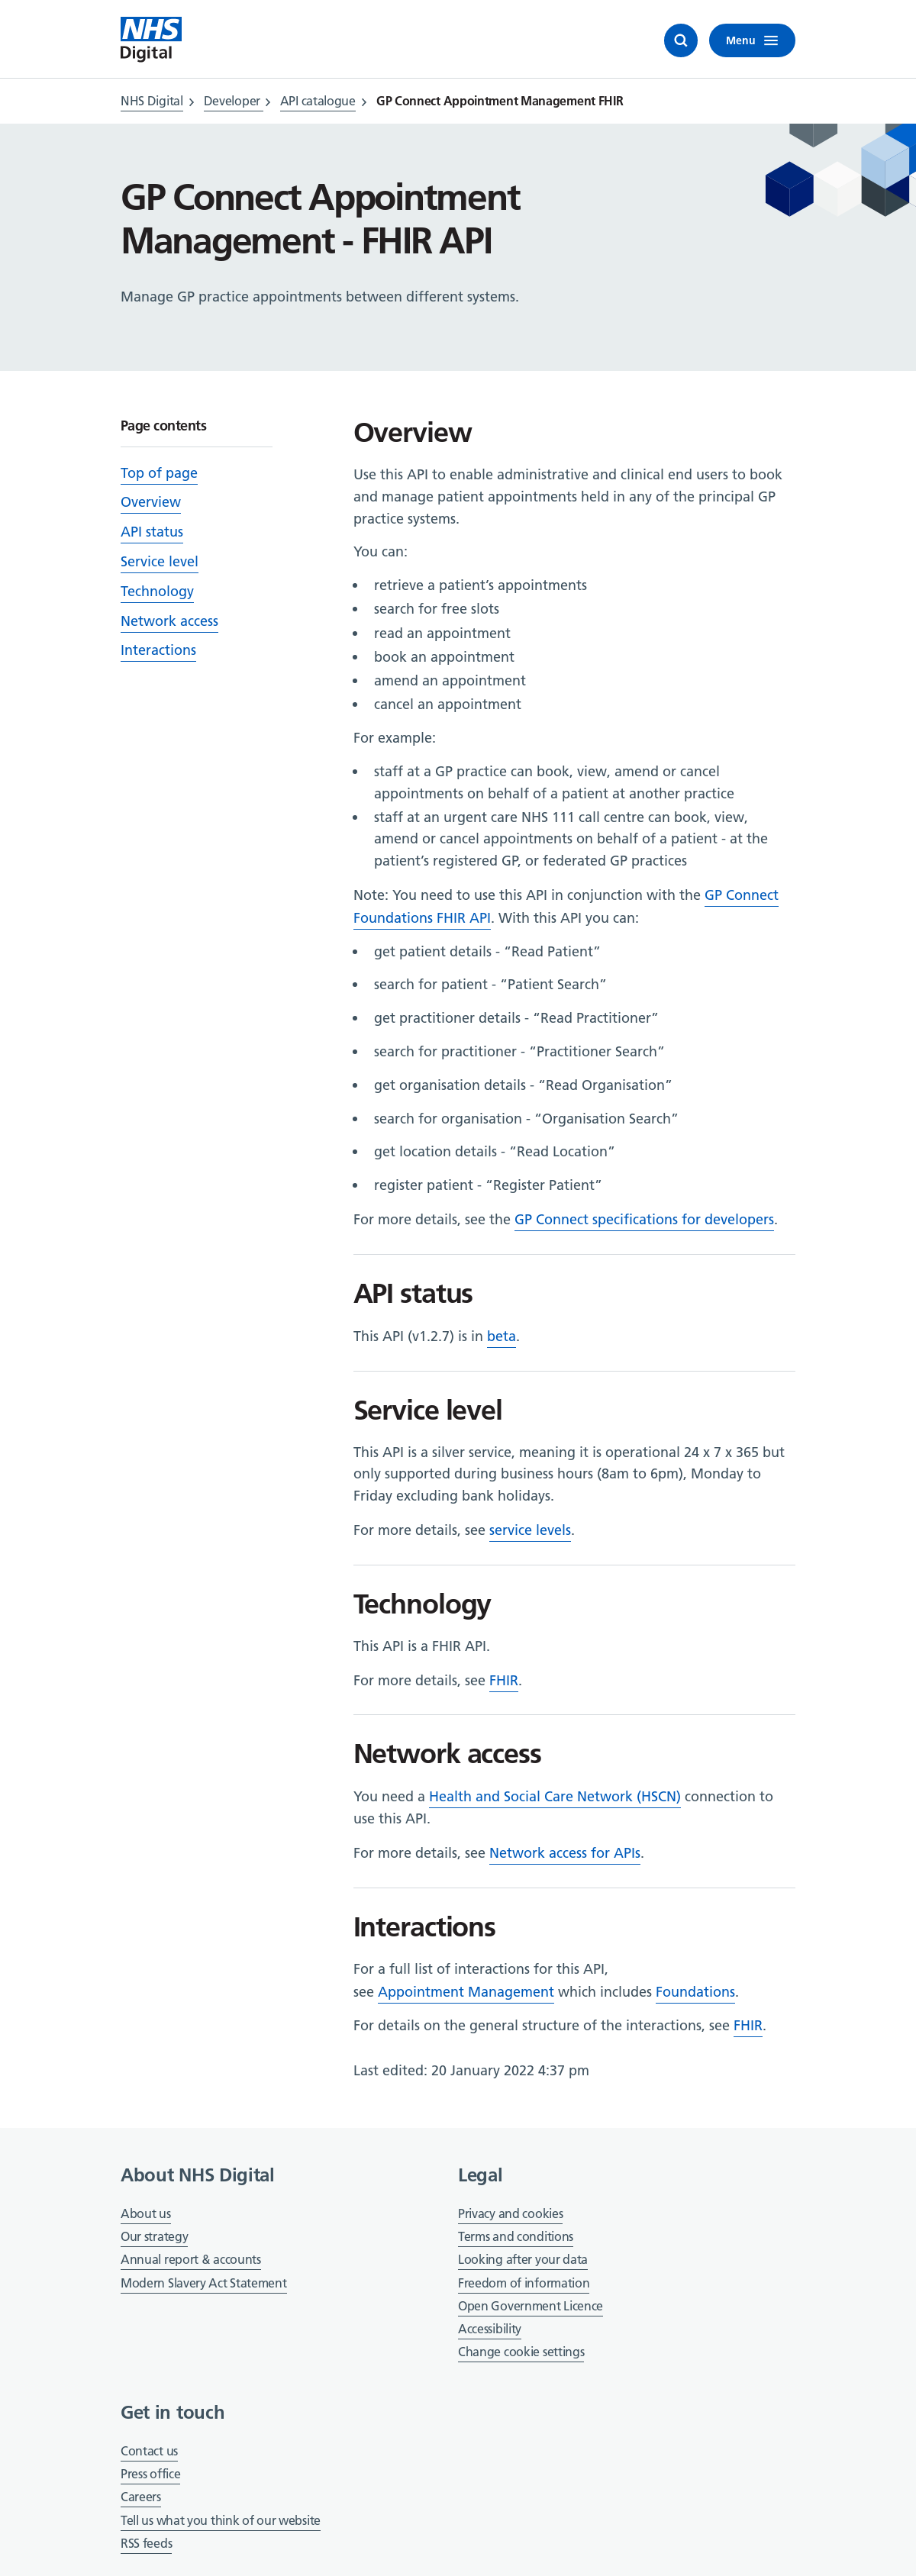 NHS
Digital
Menu
NHS Digital
Developer
API catalogue
GP Connect Appointment Management FHIR
GP Connect Appointment
Management - FHIR API
Manage GP practice appointments between different systems.
Page contents
Top of page
Overview
API status
Service level
Technology
Network access
Interactions
Overview
Use this API to enable administrative and clinical end users to book
and manage patient appointments held in any of the principal GP
practice systems.
You can:
• retrieve a patient’s appointments
• search for free slots
• read an appointment
• book an appointment
• amend an appointment
• cancel an appointment
For example:
• staff at a GP practice can book, view, amend or cancel
appointments on behalf of a patient at another practice
• staff at an urgent care NHS 111 call centre can book, view,
amend or cancel appointments on behalf of a patient - at the
patient’s registered GP, or federated GP practices
Note: You need to use this API in conjunction with the GP Connect
Foundations FHIR API. With this API you can:
• get patient details - “Read Patient”
• search for patient - “Patient Search”
• get practitioner details - “Read Practitioner”
• search for practitioner - “Practitioner Search”
• get organisation details - “Read Organisation”
• search for organisation - “Organisation Search”
• get location details - “Read Location”
• register patient - “Register Patient”
For more details, see the GP Connect specifications for developers.
API status
This API (v1.2.7) is in beta.
Service level
This API is a silver service, meaning it is operational 24 x 7 x 365 but
only supported during business hours (8am to 6pm), Monday to
Friday excluding bank holidays.
For more details, see service levels.
Technology
This API is a FHIR API.
For more details, see FHIR.
Network access
You need a Health and Social Care Network (HSCN) connection to
use this API.
For more details, see Network access for APIs.
Interactions
For a full list of interactions for this API,
see Appointment Management which includes Foundations.
For details on the general structure of the interactions, see FHIR.
Last edited: 20 January 2022 4:37 pm
About NHS Digital
About us
Our strategy
Annual report & accounts
Modern Slavery Act Statement
Legal
Privacy and cookies
Terms and conditions
Looking after your data
Freedom of information
Open Government Licence
Accessibility
Change cookie settings
Get in touch
Contact us
Press office
Careers
Tell us what you think of our website
RSS feeds